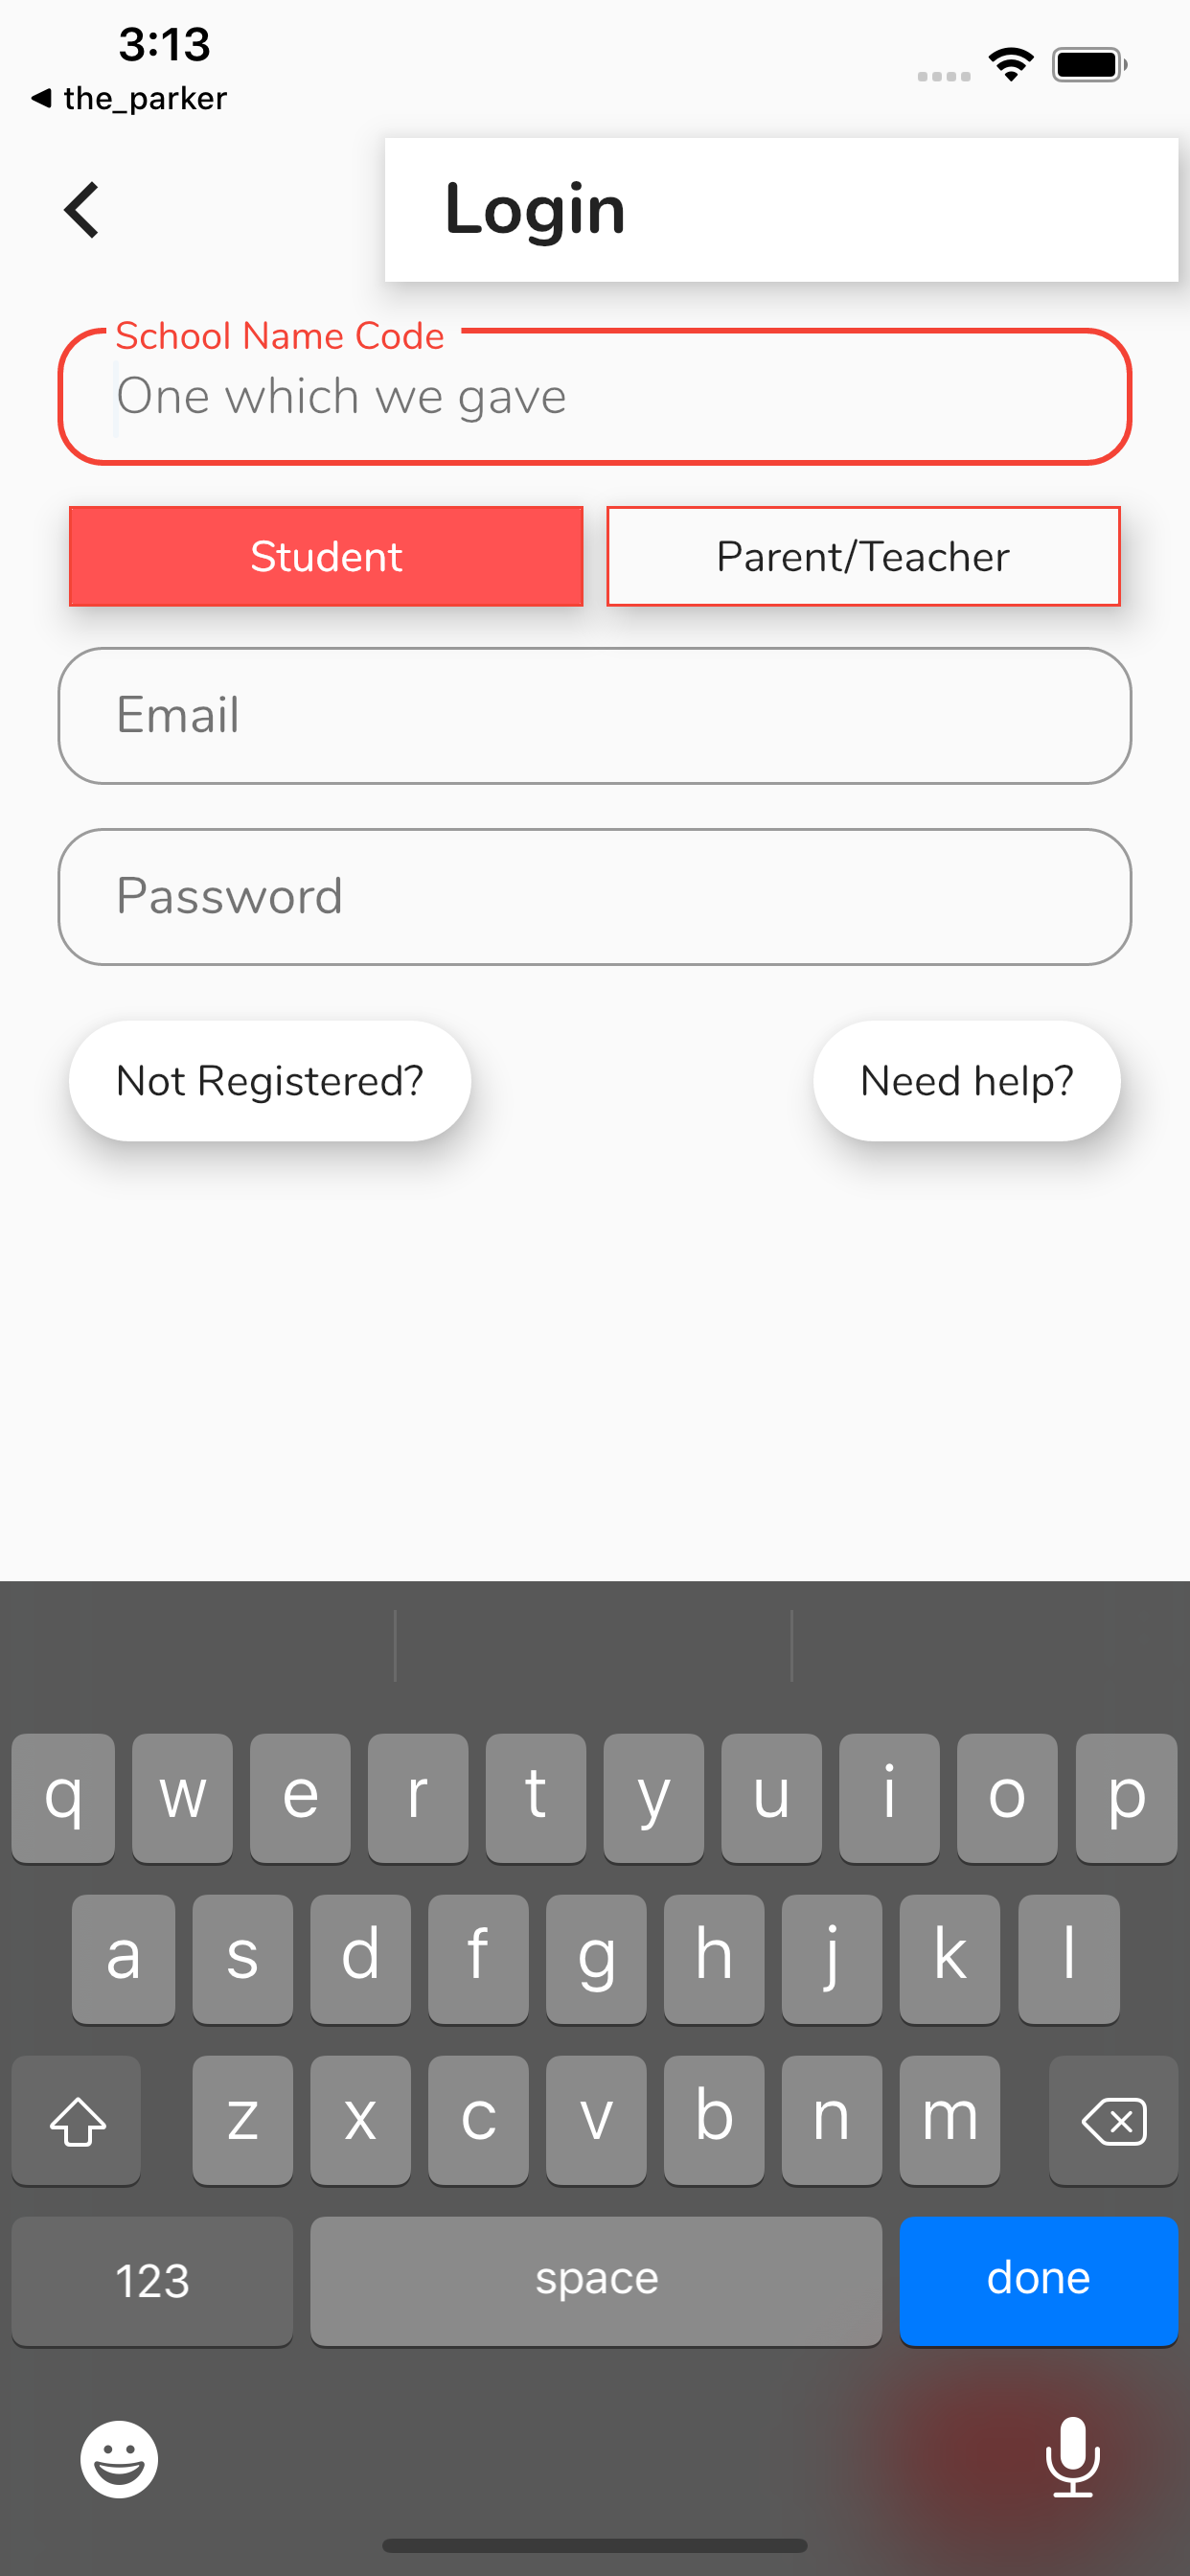 3:13
◀ the_parker
Login
School Name Code
One which we gave
Student
Parent/Teacher
Email
Password
Not Registered?
Need help?
q w e r t y u i o p
a s d f g h j k l
z x c v b n m
123 space done